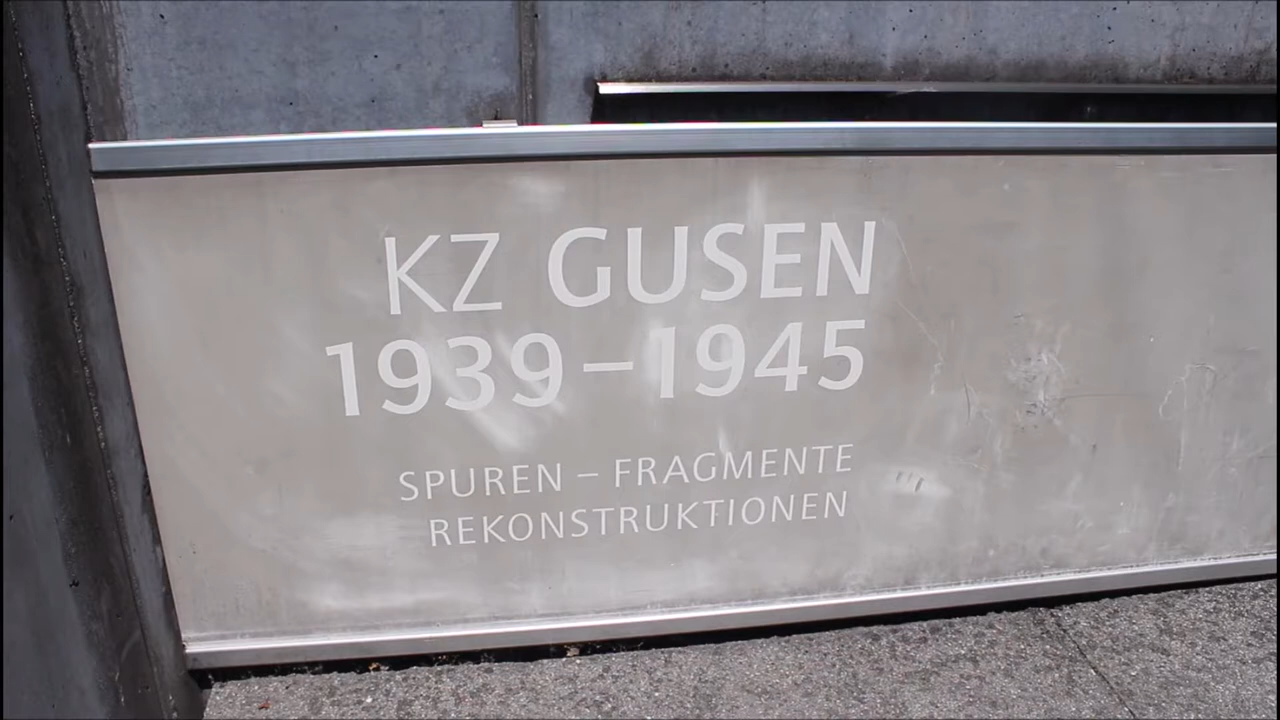 KZ GUSEN
1939–1945
SPUREN – FRAGMENTE
REKONSTRUKTIONEN